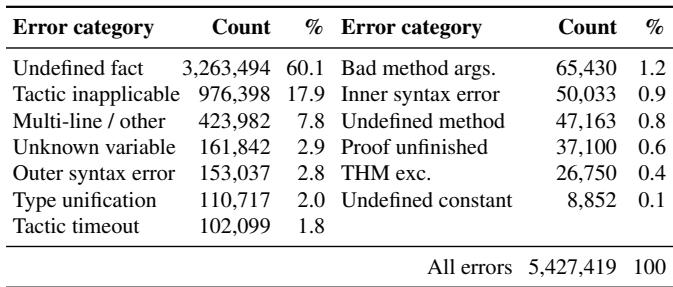 Error category Count % Error category Count %
Undefined fact 3,263,494 60.1 Bad method args. 65,430 1.2
Tactic inapplicable 976,398 17.9 Inner syntax error 50,033 0.9
Multi-line / other 423,982 7.8 Undefined method 47,163 0.8
Unknown variable 161,842 2.9 Proof unfinished 37,100 0.6
Outer syntax error 153,037 2.8 THM exc. 26,750 0.4
Type unification 110,717 2.0 Undefined constant 8,852 0.1
Tactic timeout 102,099 1.8
All errors 5,427,419 100